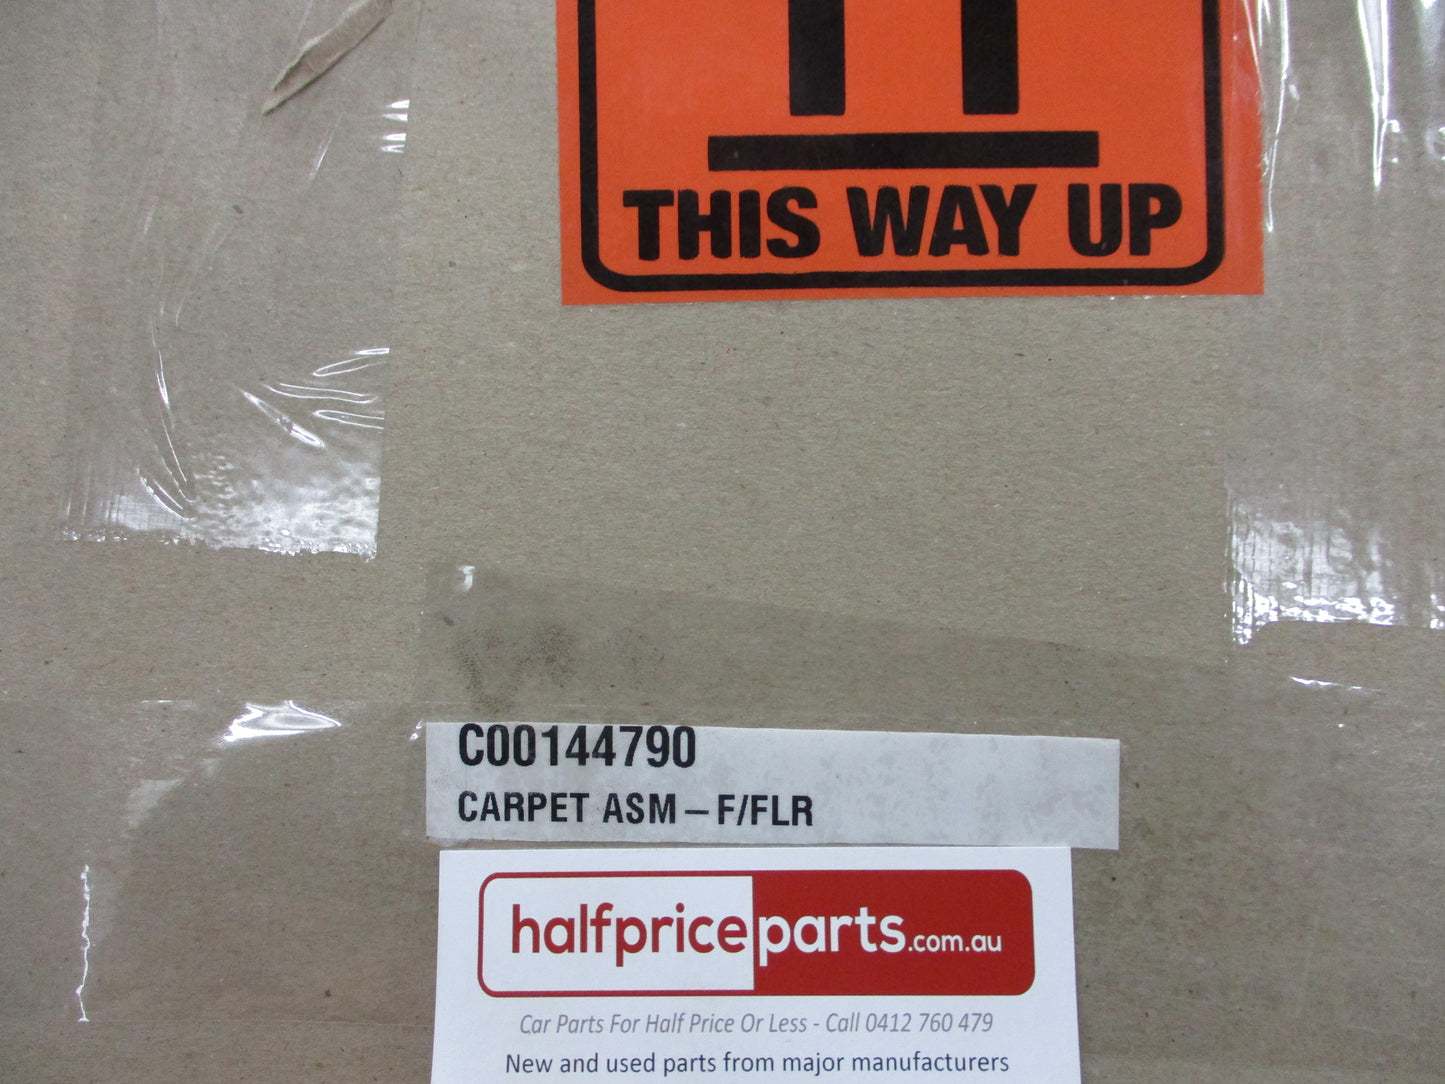 THIS WAY UP
C00144790
CARPET ASM – F/FLR
halfpriceparts.com.au
Car Parts For Half Price Or Less - Call 0412 760 479
New and used parts from major manufacturers